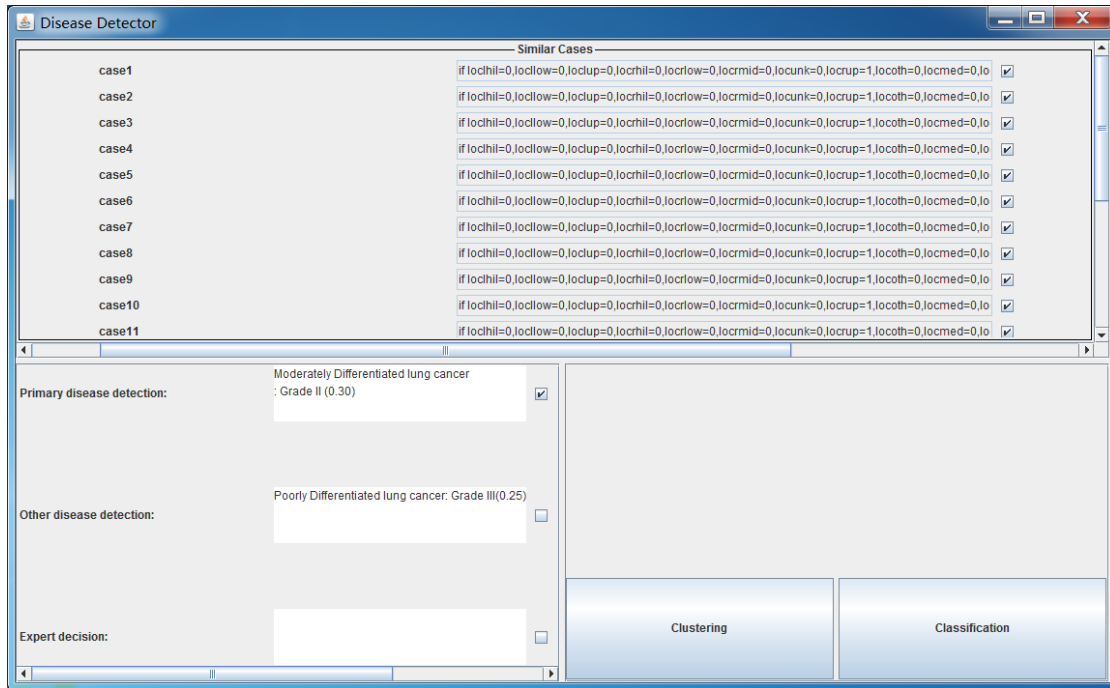 Disease Detector
Similar Cases
case1 if loclhil=0,locllow=0,loclup=0,locrhil=0,locrlow=0,locrmid=0,locunk=0,locrup=1,locoth=0,locmed=0,lo
case2 if loclhil=0,locllow=0,loclup=0,locrhil=0,locrlow=0,locrmid=0,locunk=0,locrup=1,locoth=0,locmed=0,lo
case3 if loclhil=0,locllow=0,loclup=0,locrhil=0,locrlow=0,locrmid=0,locunk=0,locrup=1,locoth=0,locmed=0,lo
case4 if loclhil=0,locllow=0,loclup=0,locrhil=0,locrlow=0,locrmid=0,locunk=0,locrup=1,locoth=0,locmed=0,lo
case5 if loclhil=0,locllow=0,loclup=0,locrhil=0,locrlow=0,locrmid=0,locunk=0,locrup=1,locoth=0,locmed=0,lo
case6 if loclhil=0,locllow=0,loclup=0,locrhil=0,locrlow=0,locrmid=0,locunk=0,locrup=1,locoth=0,locmed=0,lo
case7 if loclhil=0,locllow=0,loclup=0,locrhil=0,locrlow=0,locrmid=0,locunk=0,locrup=1,locoth=0,locmed=0,lo
case8 if loclhil=0,locllow=0,loclup=0,locrhil=0,locrlow=0,locrmid=0,locunk=0,locrup=1,locoth=0,locmed=0,lo
case9 if loclhil=0,locllow=0,loclup=0,locrhil=0,locrlow=0,locrmid=0,locunk=0,locrup=1,locoth=0,locmed=0,lo
case10 if loclhil=0,locllow=0,loclup=0,locrhil=0,locrlow=0,locrmid=0,locunk=0,locrup=1,locoth=0,locmed=0,lo
case11 if loclhil=0,locllow=0,loclup=0,locrhil=0,locrlow=0,locrmid=0,locunk=0,locrup=1,locoth=0,locmed=0,lo
Primary disease detection:
Moderately Differentiated lung cancer
: Grade II (0.30)
Other disease detection:
Poorly Differentiated lung cancer: Grade III(0.25)
Expert decision:
Clustering
Classification